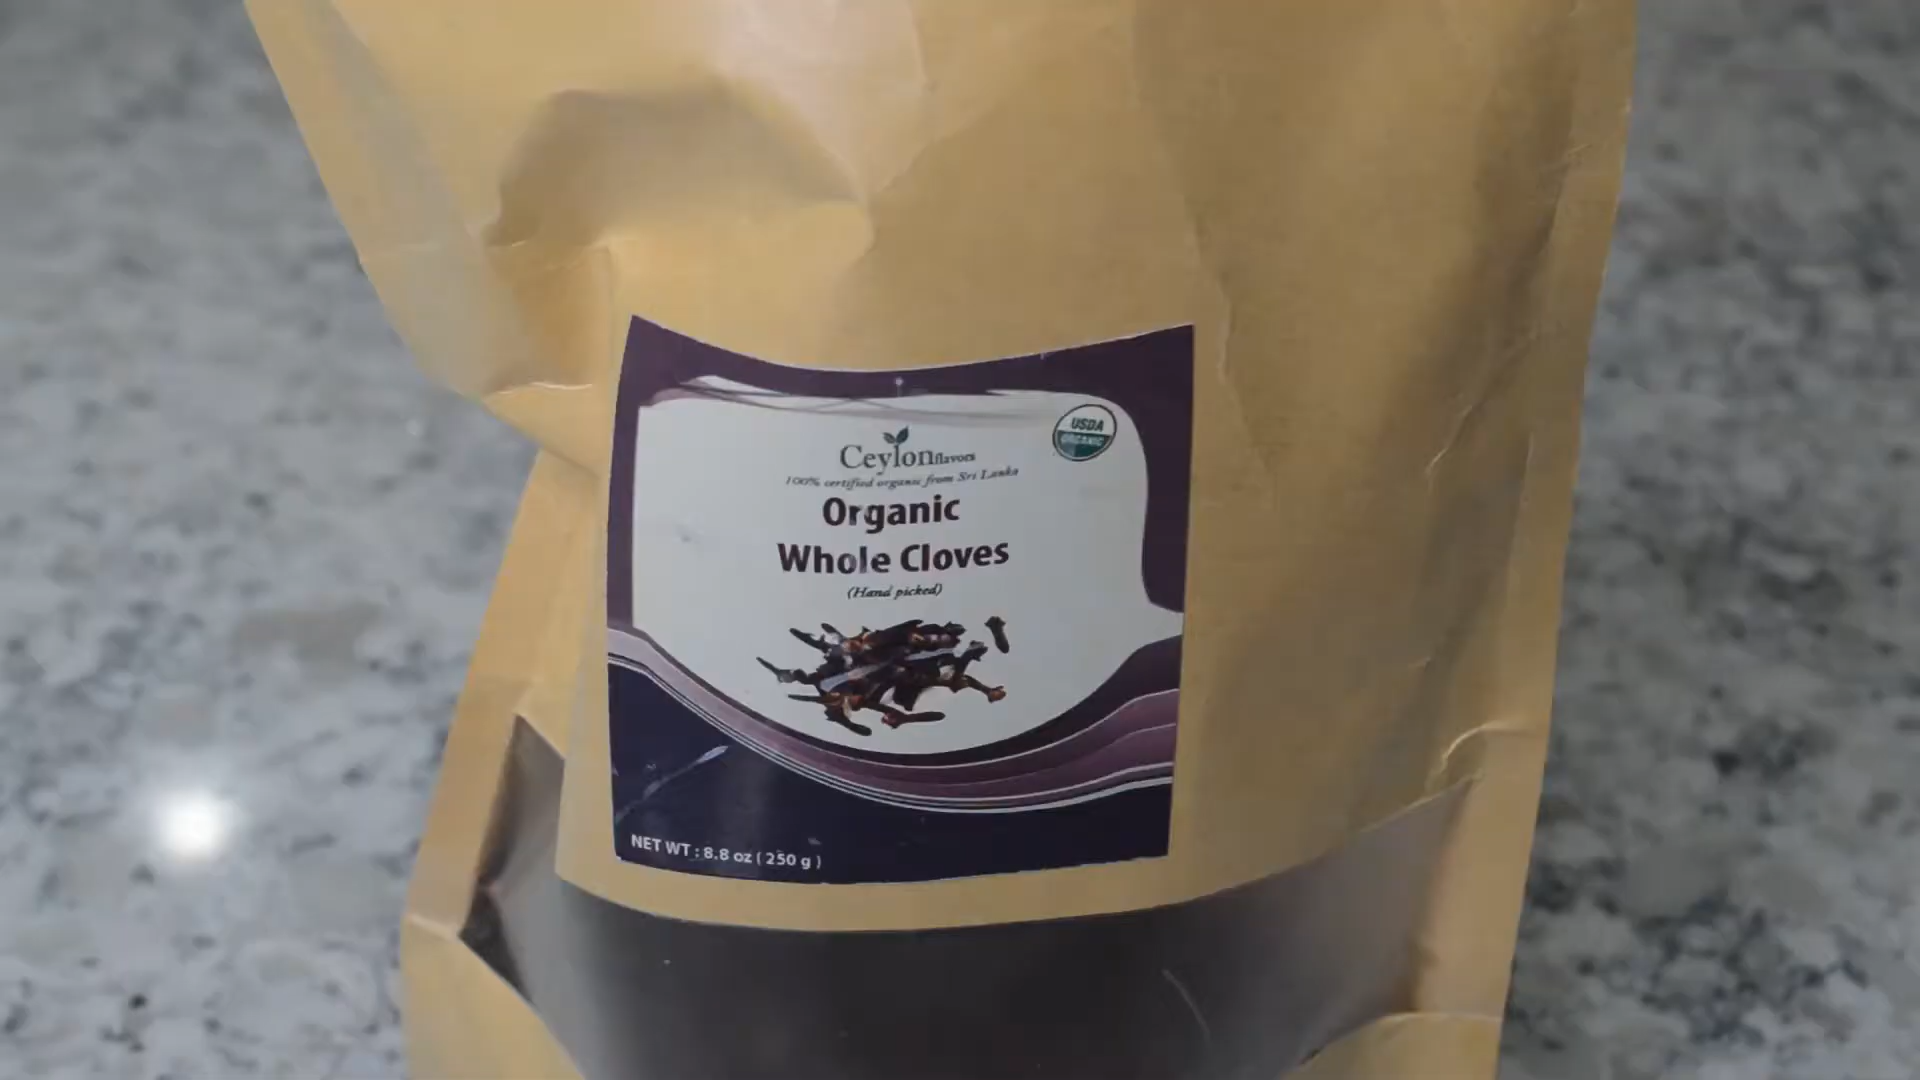 Ceylon flavors
100% certified organic from Sri Lanka
USDA
ORGANIC
Organic
Whole Cloves
(Hand picked)
NET WT : 8.8 oz ( 250 g )